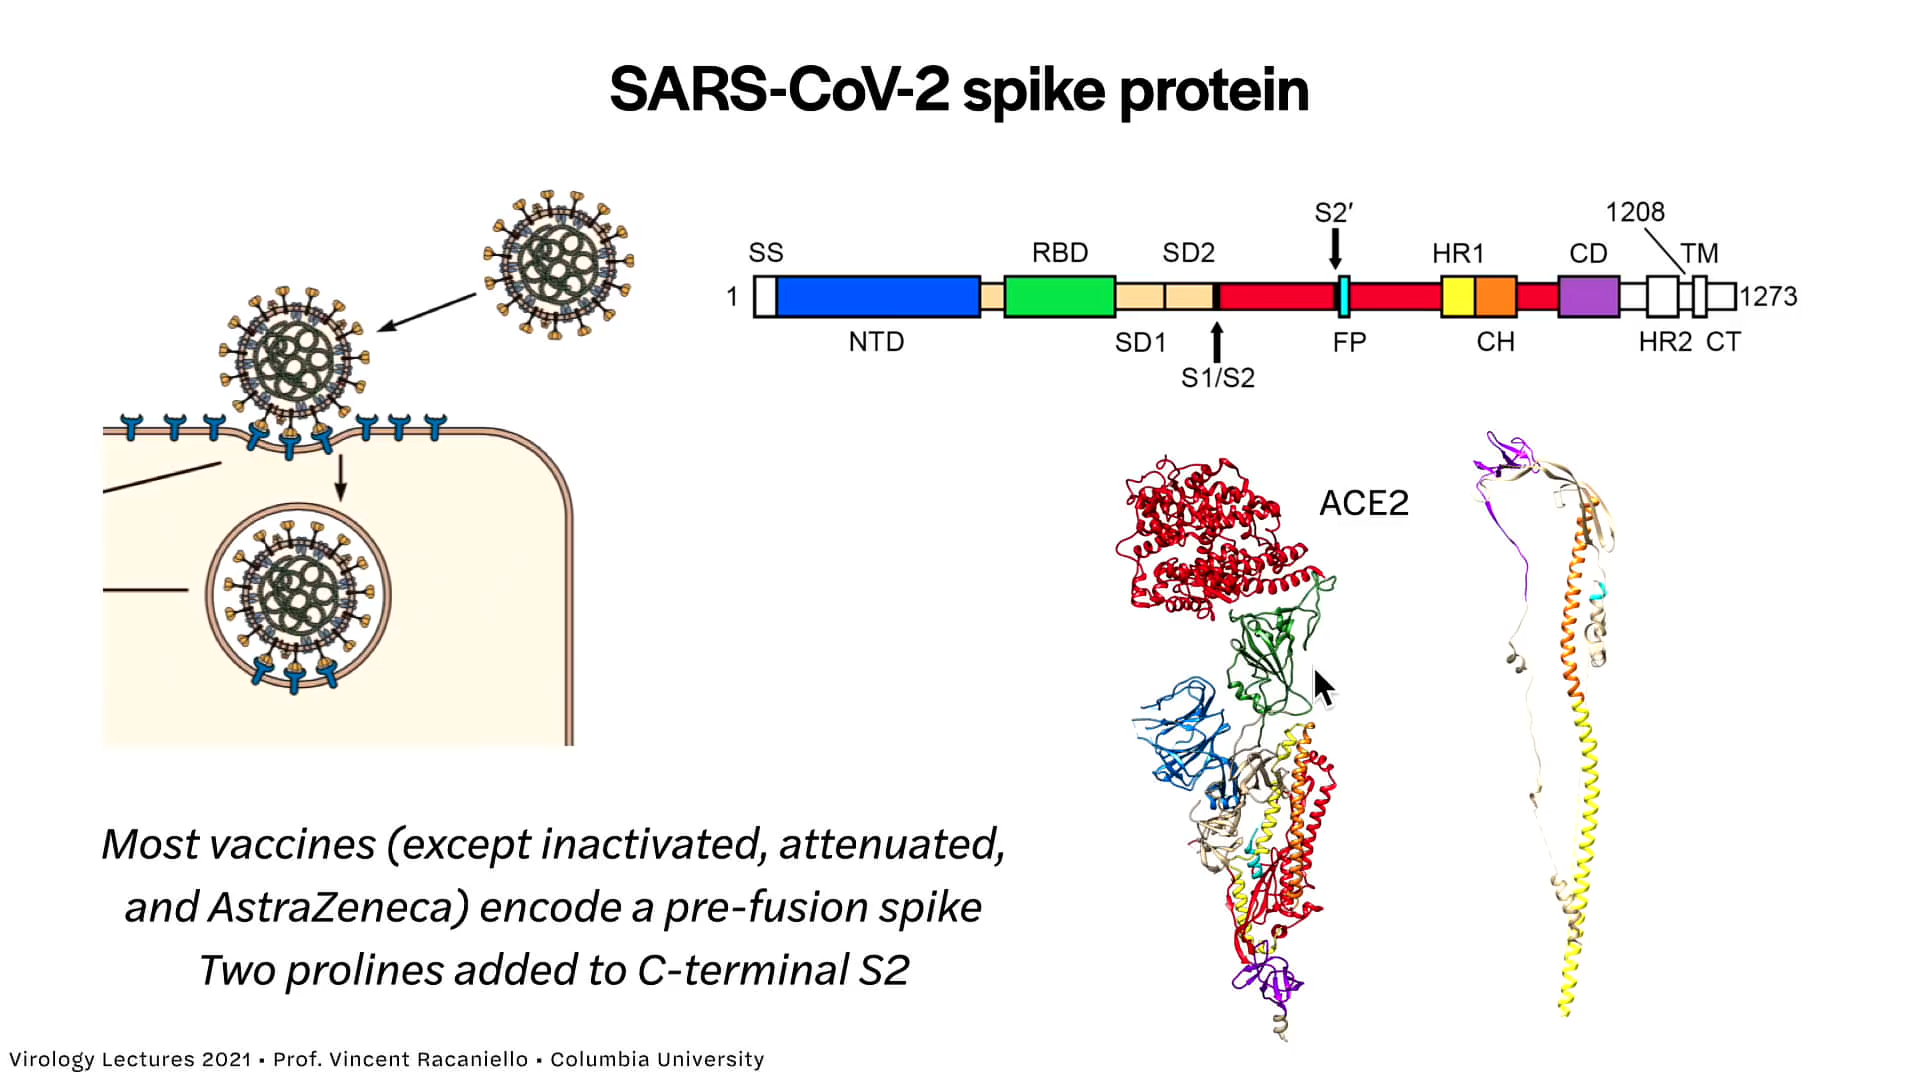 SARS-CoV-2 spike protein
S2′
1208
SS
RBD
SD2
HR1
CD
TM
1
1273
NTD
SD1
FP
CH
HR2
CT
S1/S2
ACE2
Most vaccines (except inactivated, attenuated,
and AstraZeneca) encode a pre-fusion spike
Two prolines added to C-terminal S2
Virology Lectures 2021 • Prof. Vincent Racaniello • Columbia University